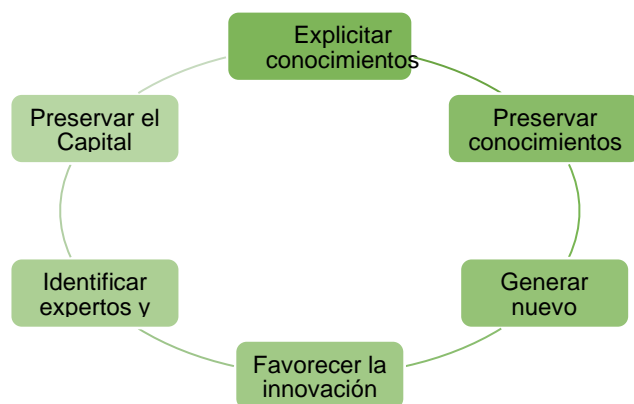 Explicitar
conocimientos
Preservar
conocimientos
Generar
nuevo
Favorecer la
innovación
Identificar
expertos y
Preservar el
Capital